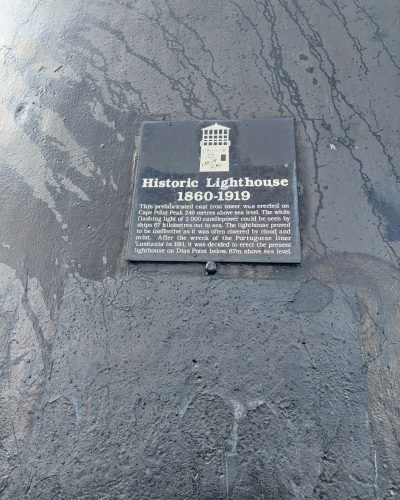 Historic Lighthouse
1860-1919
This prefabricated cast iron tower was erected on
Cape Point Peak 249 metres above sea level. The white
flashing light of 2 000 candlepower could be seen by
ships 67 kilometres out to sea. The lighthouse proved
to be ineffective as it was often covered by cloud and
mist. After the wreck of the Portuguese liner
'Lusitania' in 1911, it was decided to erect the present
lighthouse on Dias Point below, 87m above sea level.